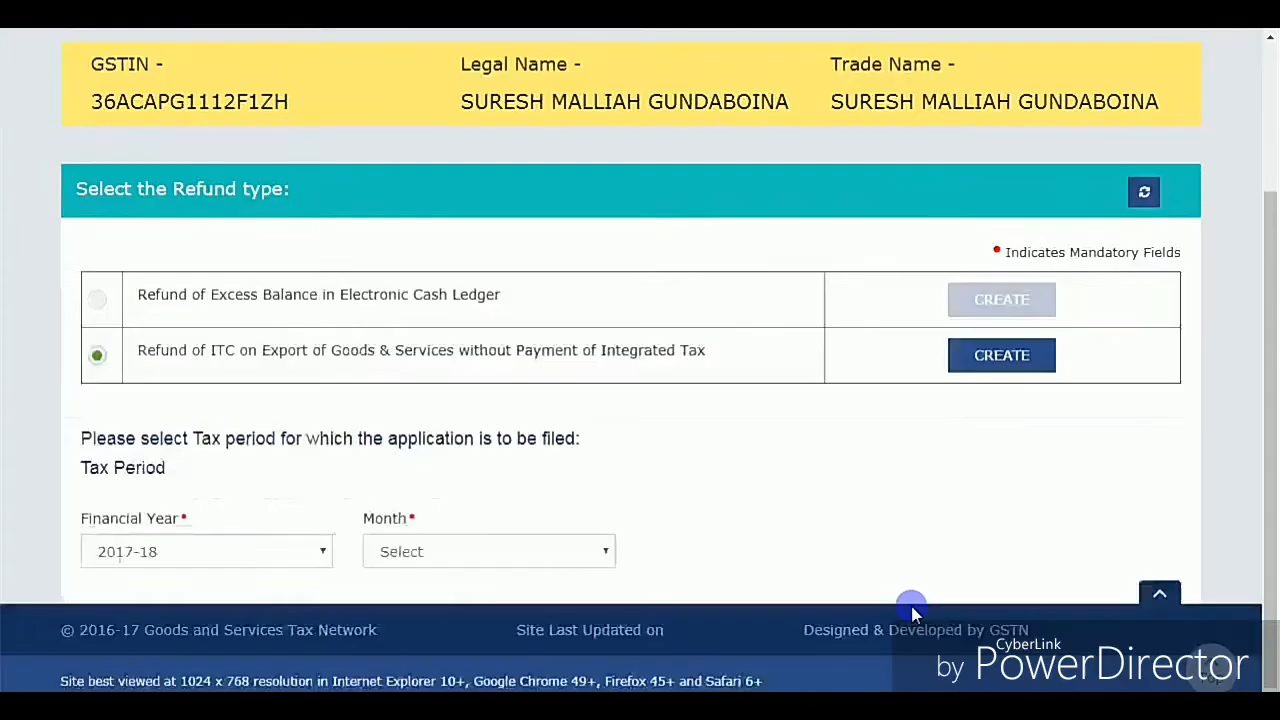 GSTIN - Legal Name - Trade Name -
36ACAPG1112F1ZH SURESH MALLIAH GUNDABOINA SURESH MALLIAH GUNDABOINA
Select the Refund type:
• Indicates Mandatory Fields
Refund of Excess Balance in Electronic Cash Ledger CREATE
Refund of ITC on Export of Goods & Services without Payment of Integrated Tax CREATE
Please select Tax period for which the application is to be filed:
Tax Period
Financial Year• Month•
2017-18 Select
© 2016-17 Goods and Services Tax Network Site Last Updated on Designed & Developed by GSTN
CyberLink
by PowerDirector
Site best viewed at 1024 x 768 resolution in Internet Explorer 10+, Google Chrome 49+, Firefox 45+ and Safari 6+